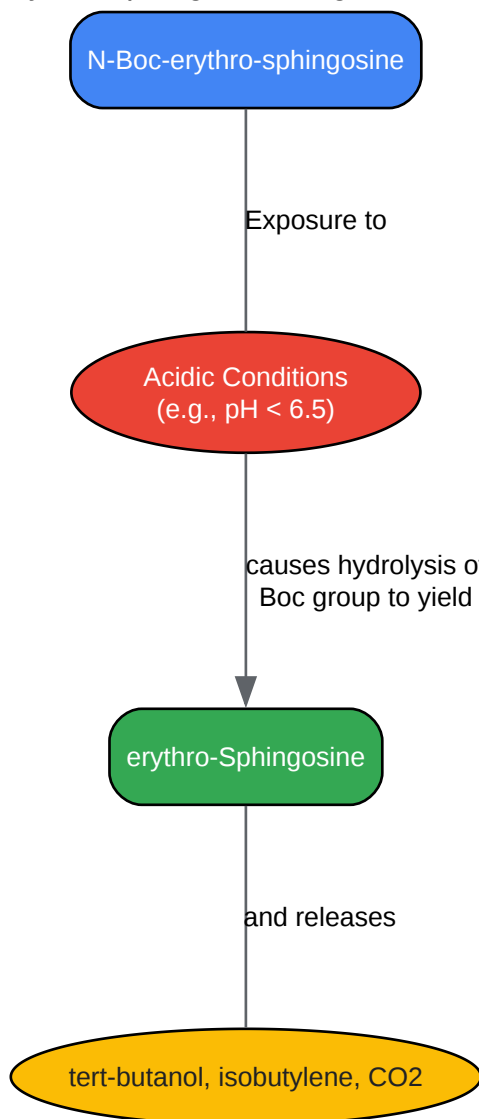 N-Boc-erythro-sphingosine
Exposure to
Acidic Conditions
(e.g., pH < 6.5)
causes hydrolysis of
Boc group to yield
erythro-Sphingosine
and releases
tert-butanol, isobutylene, CO2